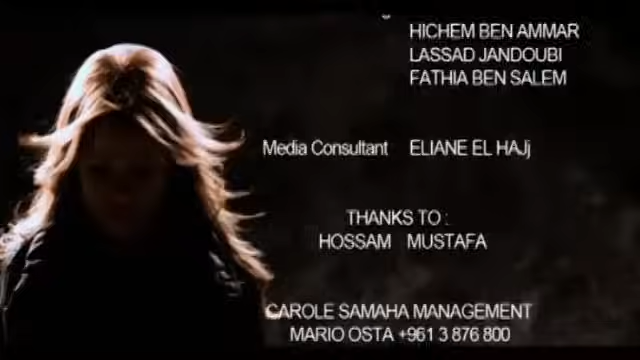 HICHEM BEN AMMAR
LASSAD JANDOUBI
FATHIA BEN SALEM
Media Consultant ELIANE EL HAJj
THANKS TO :
HOSSAM MUSTAFA
CAROLE SAMAHA MANAGEMENT
MARIO OSTA +961 3 876 800